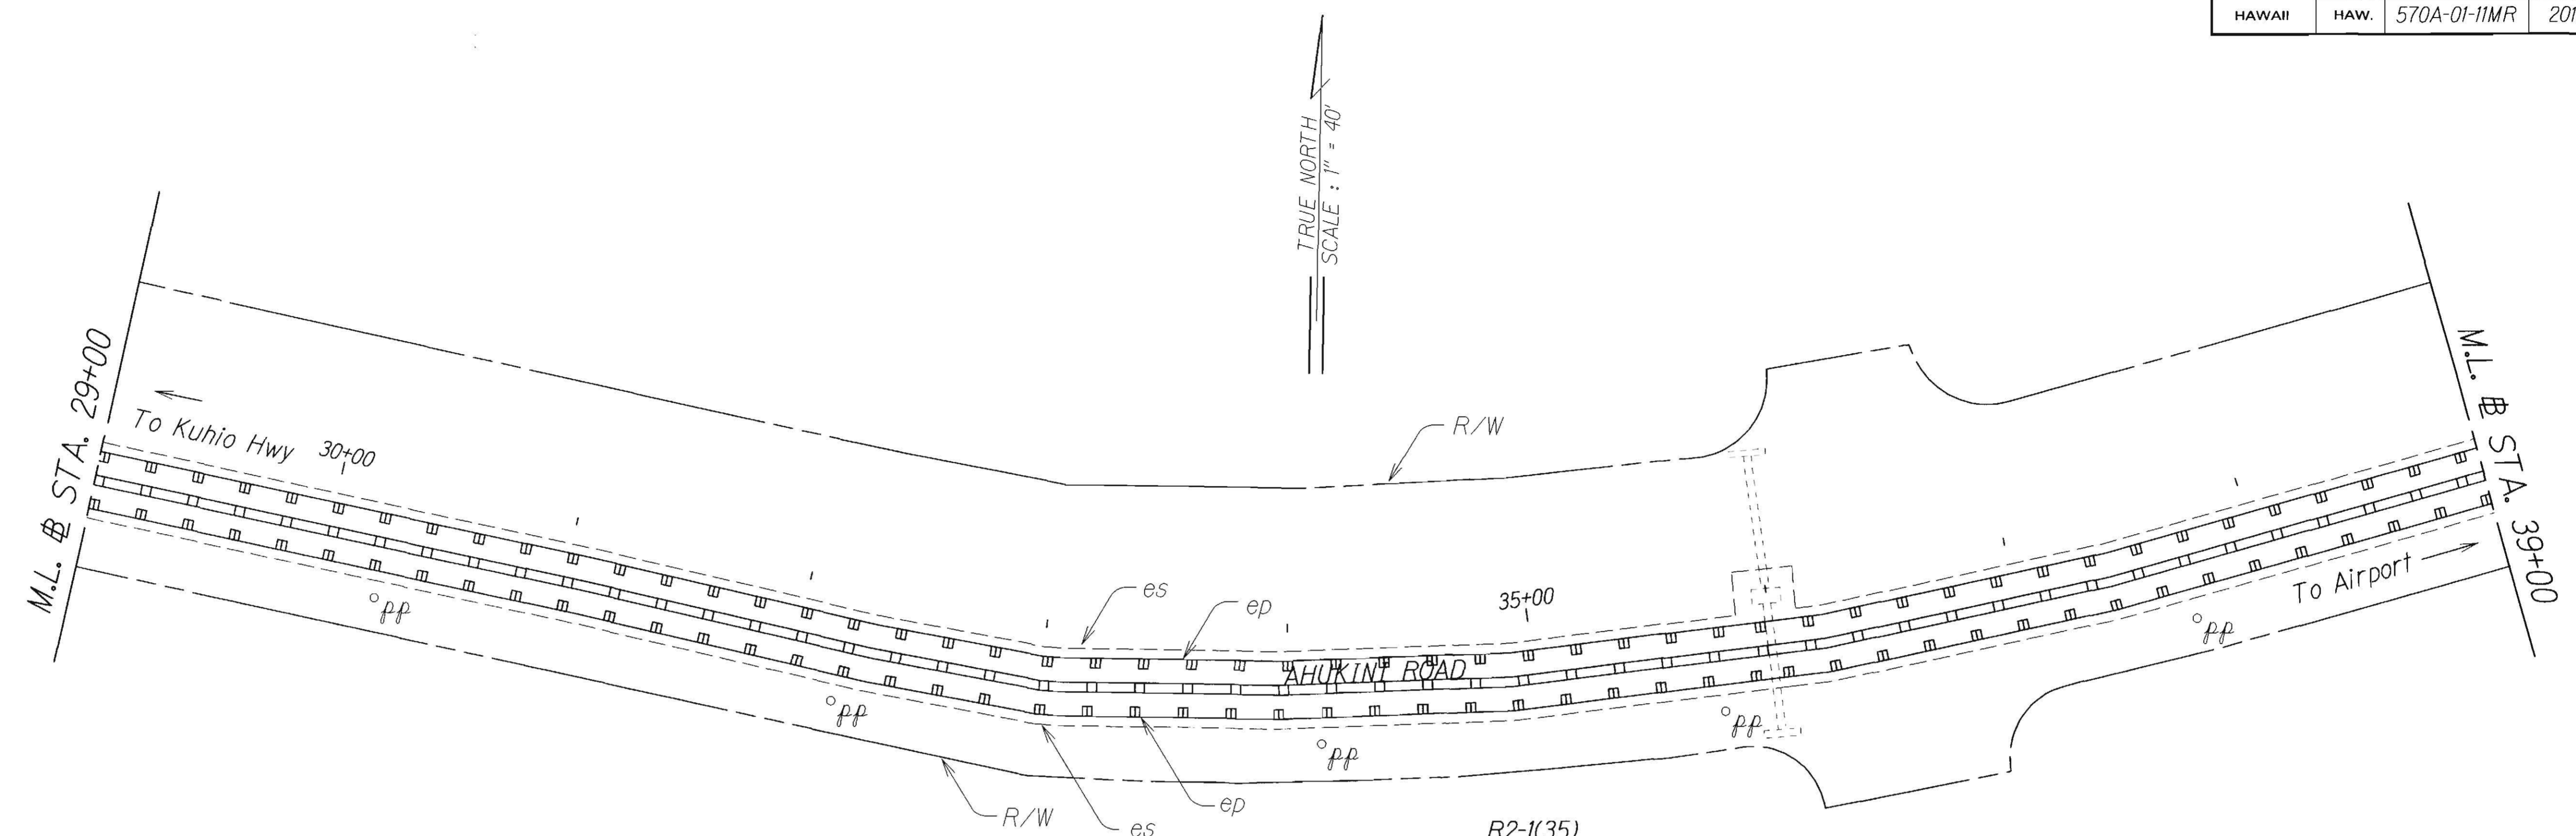 HAWAII HAW. 570A-01-11MR 201
TRUE NORTH
SCALE : 1" = 40'
M.L. ⅊ STA. 29+00
To Kuhio Hwy
30+00
R/W
M.L. ⅊ STA. 39+00
es
ep
35+00
AHUKINI ROAD
To Airport
pp
pp
pp
pp
pp
R/W
es
ep
R2-1(35)